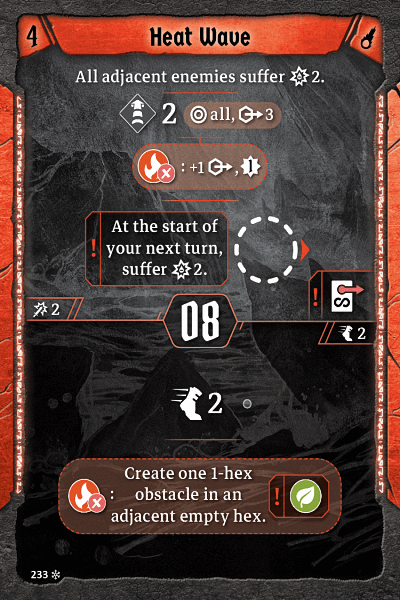 4
Heat Wave
All adjacent enemies suffer 2.
2 all, 3
: +1 ,
At the start of
! your next turn,
suffer 2.
!
2
08
2
2
Create one 1-hex
: obstacle in an !
adjacent empty hex.
233